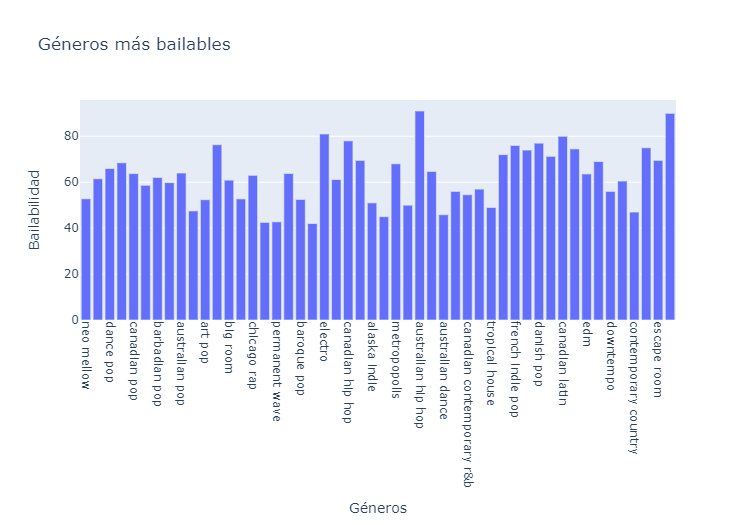 Géneros más bailables
Bailabilidad
80
60
40
20
0
neo mellow
dance pop
canadian pop
barbadian pop
australian pop
art pop
big room
chicago rap
permanent wave
baroque pop
electro
canadian hip hop
alaska indie
metropopolis
australian hip hop
australian dance
canadian contemporary r&b
tropical house
french indie pop
danish pop
canadian latin
edm
downtempo
contemporary country
escape room
Géneros